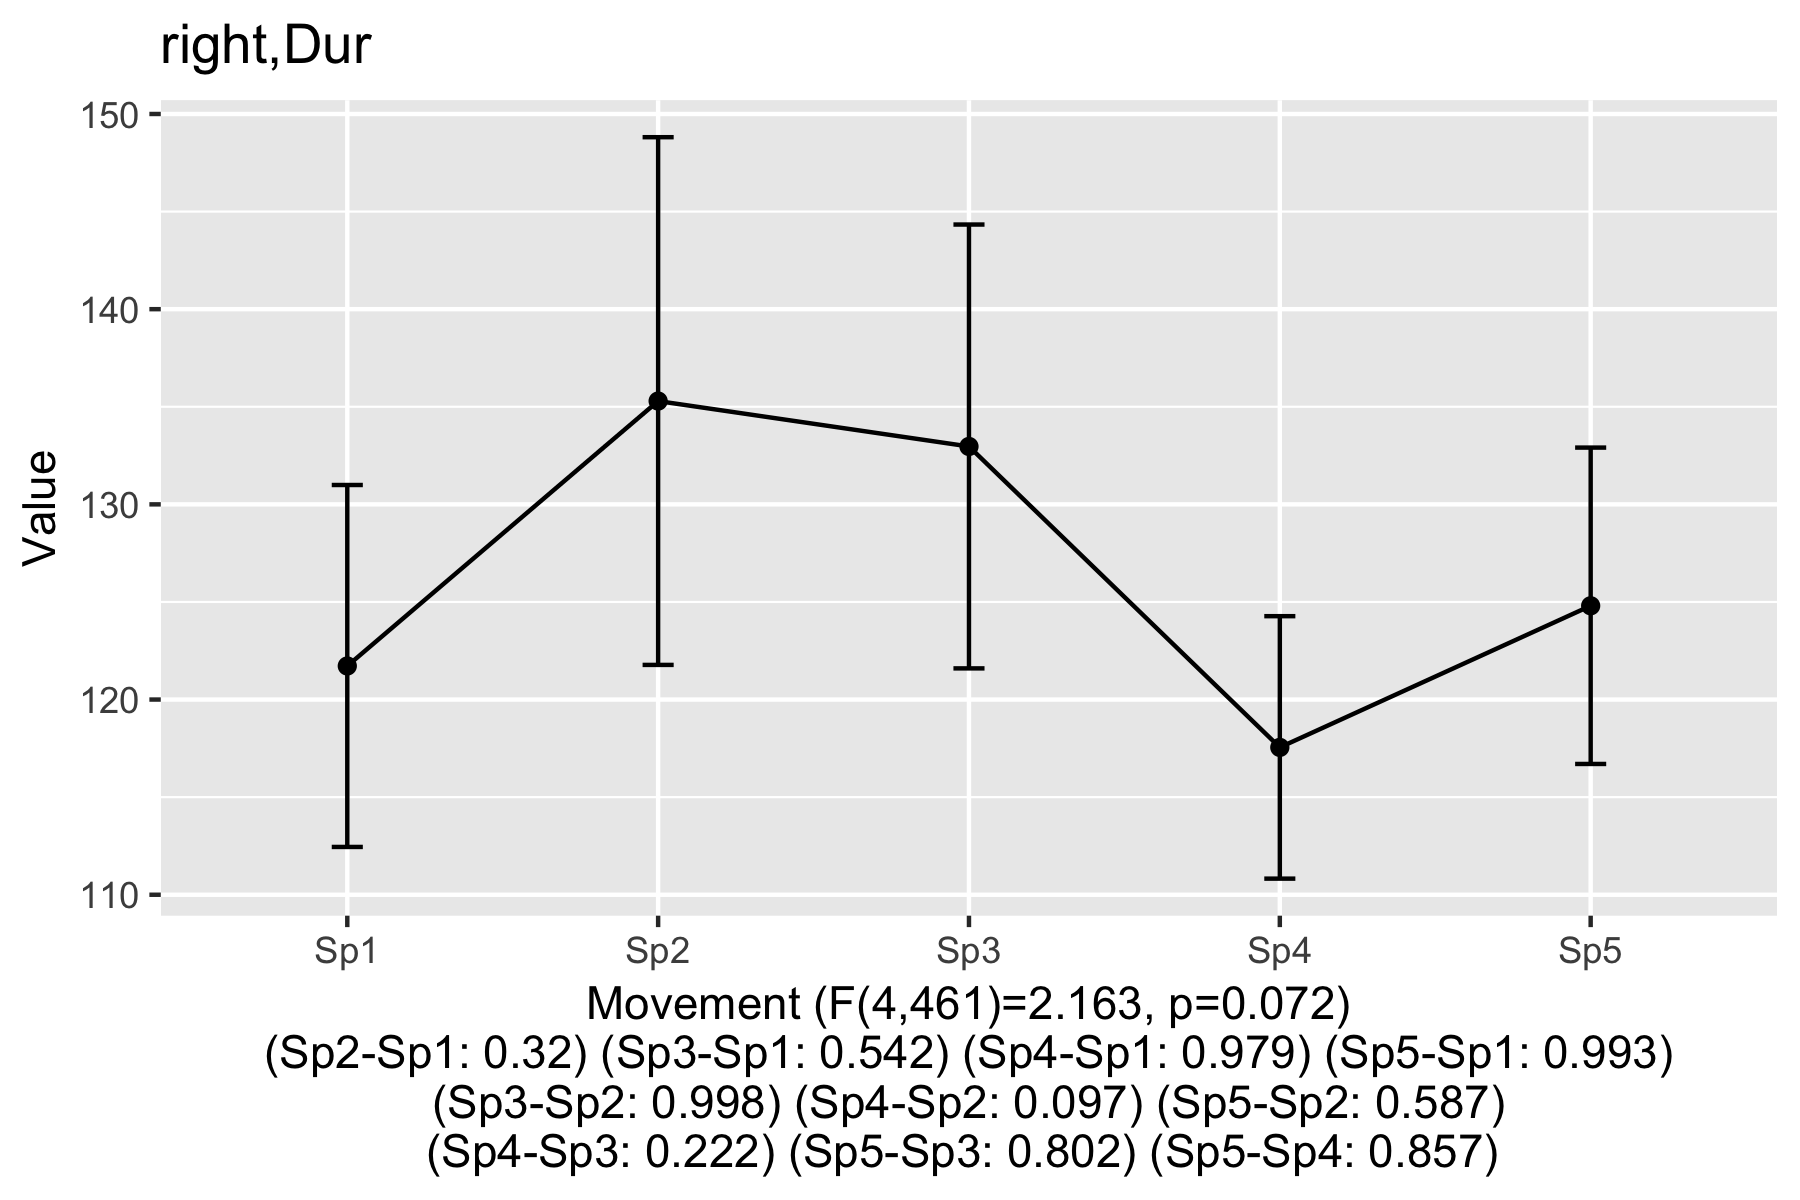 right,Dur
150
140
130
120
110
Value
Sp1 Sp2 Sp3 Sp4 Sp5
Movement (F(4,461)=2.163, p=0.072)
(Sp2-Sp1: 0.32) (Sp3-Sp1: 0.542) (Sp4-Sp1: 0.979) (Sp5-Sp1: 0.993)
(Sp3-Sp2: 0.998) (Sp4-Sp2: 0.097) (Sp5-Sp2: 0.587)
(Sp4-Sp3: 0.222) (Sp5-Sp3: 0.802) (Sp5-Sp4: 0.857)